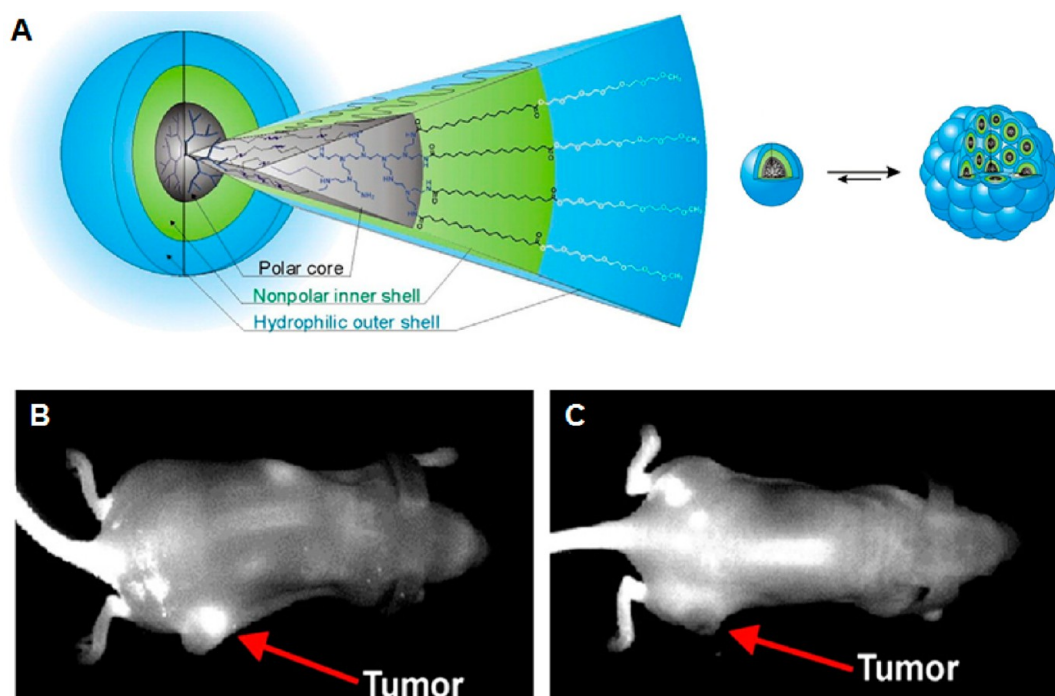 A
Polar core
Nonpolar inner shell
Hydrophilic outer shell
B
Tumor
C
Tumor